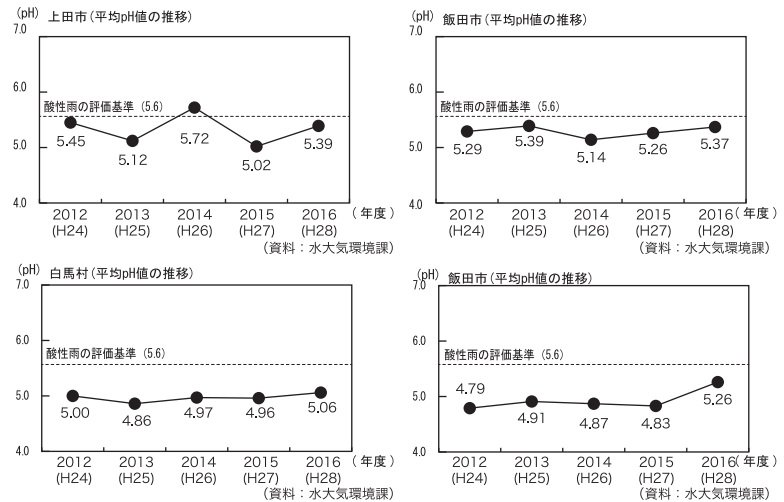 (pH) 上田市(平均pH値の推移)
7.0
6.0
酸性雨の評価基準 (5.6)
5.0
4.0
5.45
5.12
5.72
5.02
5.39
2012 2013 2014 2015 2016 (年度)
(H24) (H25) (H26) (H27) (H28)
(資料：水大気環境課)
(pH) 飯田市(平均pH値の推移)
7.0
6.0
酸性雨の評価基準 (5.6)
5.0
4.0
5.29
5.39
5.14
5.26
5.37
2012 2013 2014 2015 2016 (年度)
(H24) (H25) (H26) (H27) (H28)
(資料：水大気環境課)
(pH) 白馬村(平均pH値の推移)
7.0
6.0
酸性雨の評価基準 (5.6)
5.0
4.0
5.00
4.86
4.97
4.96
5.06
2012 2013 2014 2015 2016 (年度)
(H24) (H25) (H26) (H27) (H28)
(資料：水大気環境課)
(pH) 飯田市(平均pH値の推移)
7.0
6.0
酸性雨の評価基準 (5.6)
5.0
4.0
4.79
4.91
4.87
4.83
5.26
2012 2013 2014 2015 2016 (年度)
(H24) (H25) (H26) (H27) (H28)
(資料：水大気環境課)